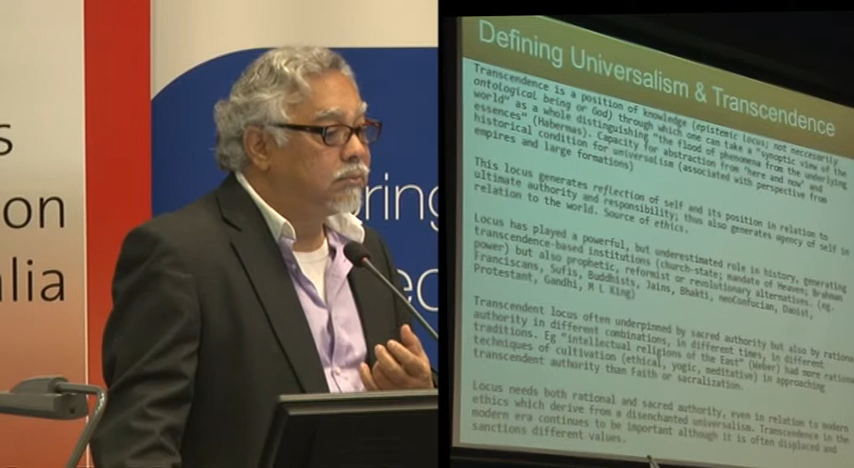 s
on
lia
ring
ec
Defining Universalism & Transcendence
Transcendence is a position of knowledge (epistemic locus; not necessarily
ontological being or God) through which one can take a "synoptic view of the
world" as a whole distinguishing "the flood of phenomena from the underlying
essences" (Habermas). Capacity for abstraction from 'here and now' and
historical condition for universalism (associated with perspective from
empires and large formations)
This locus generates reflection of self and its position in relation to
ultimate authority and responsibility; thus also generates agency of self in
relation to the world. Source of ethics.
Locus has played a powerful, but underestimated role in history, generating
transcendence-based institutions (church-state; mandate of Heaven; Brahman
power) but also prophetic, reformist or revolutionary alternatives. (eg.
Franciscans, Sufis, Buddhists, Jains, Bhakti, neoConfucian, Daoist,
Protestant, Gandhi, M L King)
Transcendent locus often underpinned by sacred authority but also by rational
authority in different combinations, in different times, in different
traditions. Eg "intellectual religions of the East" (Weber) had more rational
techniques of cultivation (ethical, yogic, meditative) in approaching
transcendent authority than Faith or sacralization.
Locus needs both rational and sacred authority, even in relation to modern
ethics which derive from a disenchanted universalism. Transcendence in the
modern era continues to be important although it is often displaced and
sanctions different values.